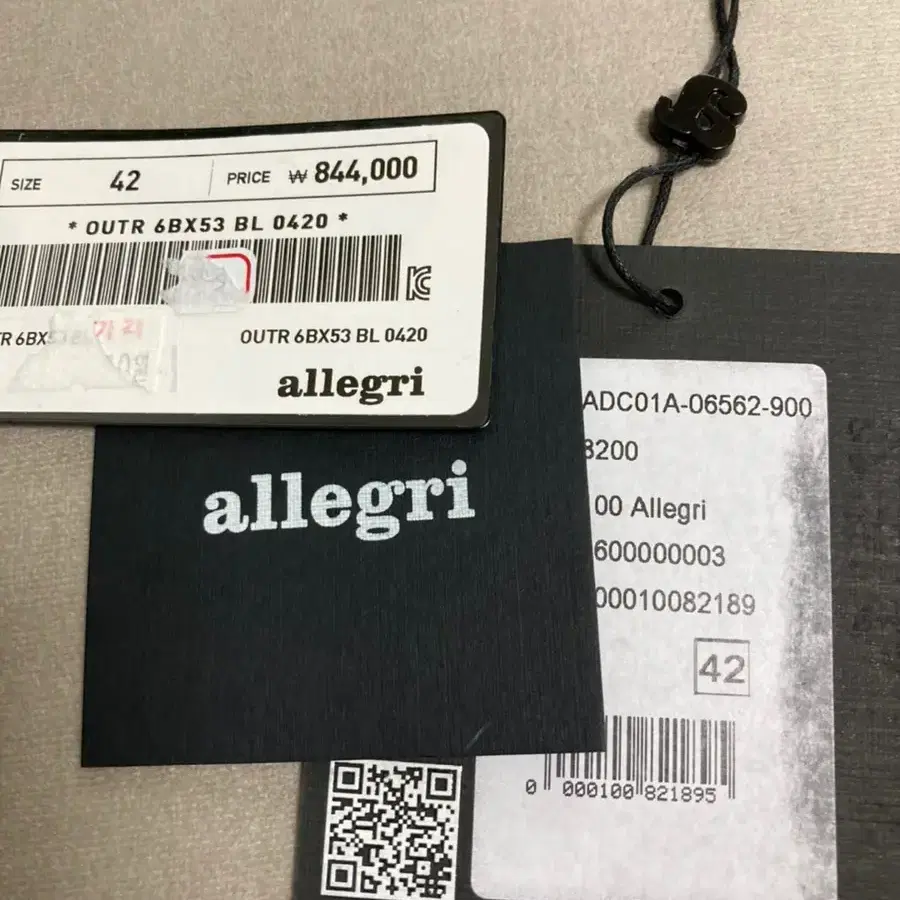 SIZE 42 PRICE ₩ 844,000
* OUTR 6BX53 BL 0420 *
OUTR 6BX53 BL 0420
allegri
allegri
ADC01A-06562-900
8200
00 Allegri
600000003
00010082189
42
0 000100 821895